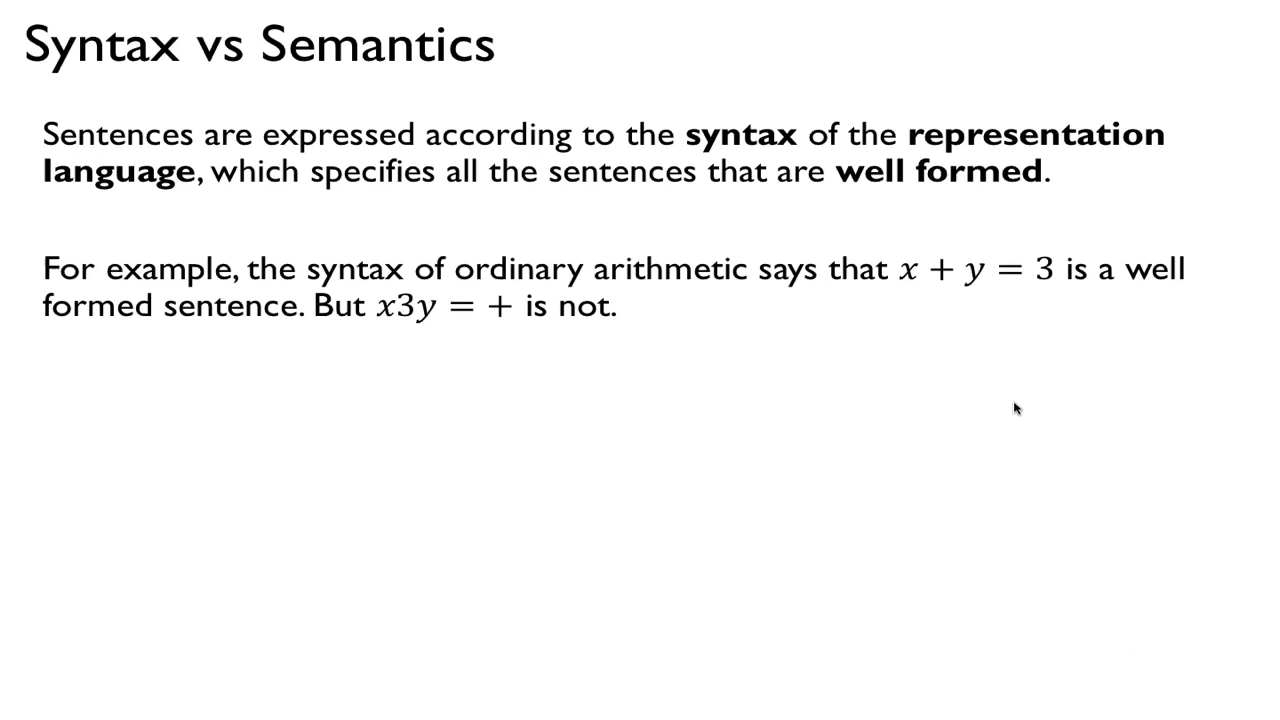 Syntax vs Semantics
Sentences are expressed according to the syntax of the representation
language, which specifies all the sentences that are well formed.
For example, the syntax of ordinary arithmetic says that x + y = 3 is a well
formed sentence. But x3y = + is not.